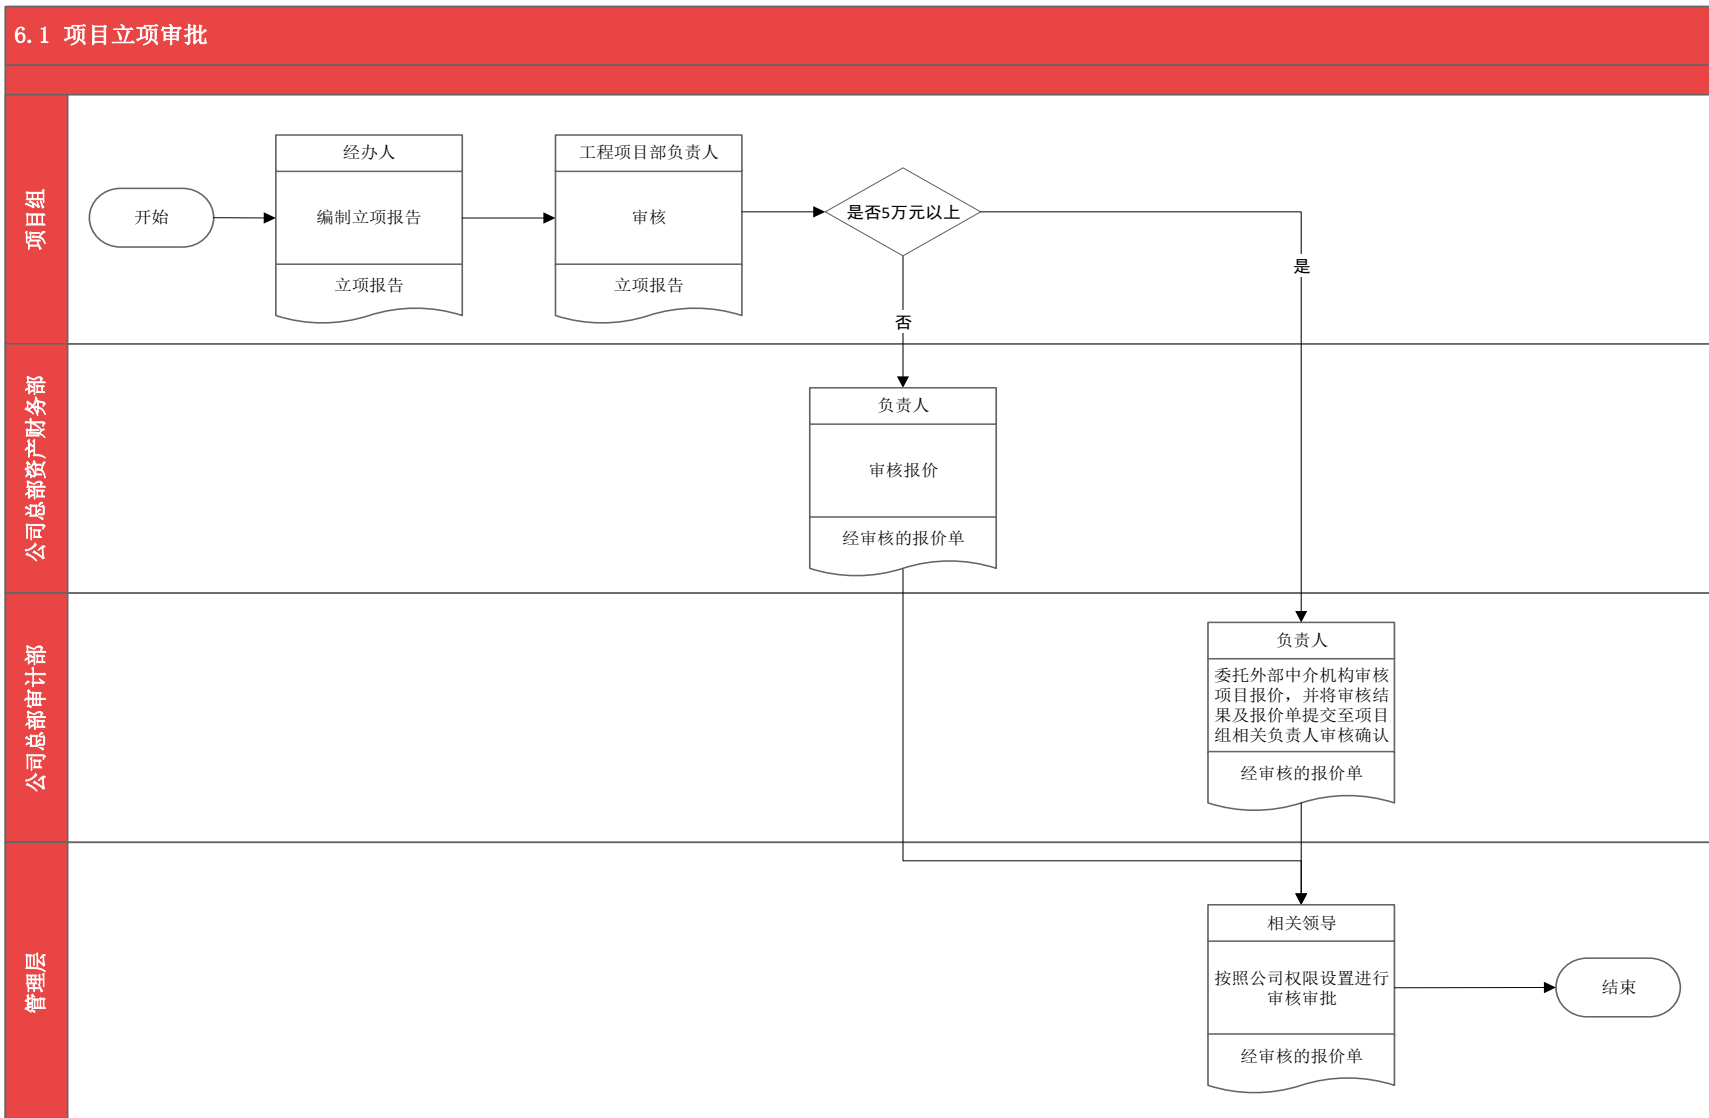 6.1 项目立项审批
项目组
开始
经办人
编制立项报告
立项报告
工程项目部负责人
审核
立项报告
是否5万元以上
是
否
公司总部资产财务部
负责人
审核报价
经审核的报价单
公司总部审计部
负责人
委托外部中介机构审核
项目报价，并将审核结
果及报价单提交至项目
组相关负责人审核确认
经审核的报价单
管理层
相关领导
按照公司权限设置进行
审核审批
经审核的报价单
结束